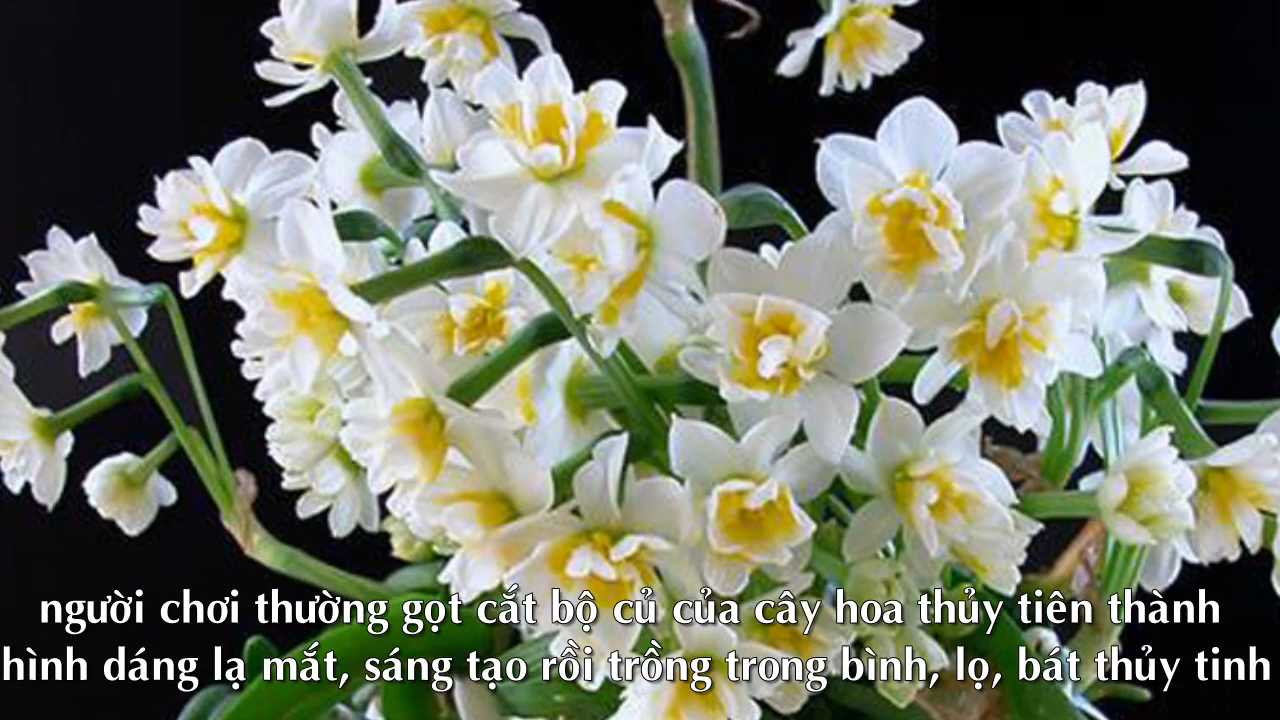 người chơi thường gọt cắt bộ củ của cây hoa thủy tiên thành
hình dáng lạ mắt, sáng tạo rồi trồng trong bình, lọ, bát thủy tinh